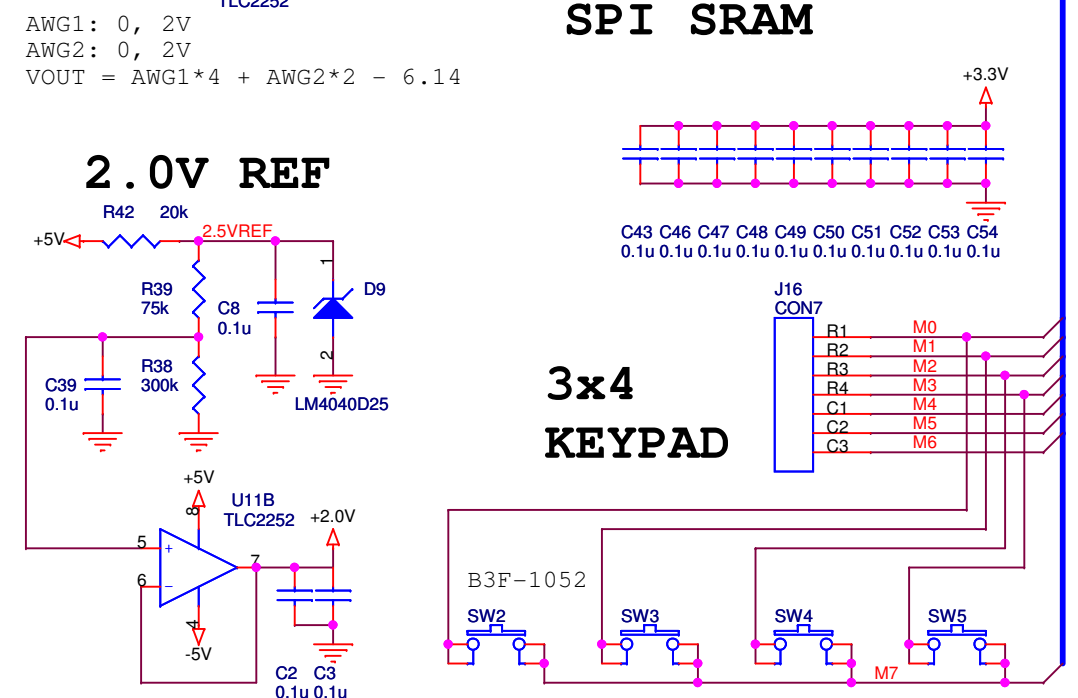 TLC2252
AWG1: 0, 2V
AWG2: 0, 2V
VOUT = AWG1*4 + AWG2*2 - 6.14
SPI SRAM
+3.3V
C43 C46 C47 C48 C49 C50 C51 C52 C53 C54
0.1u 0.1u 0.1u 0.1u 0.1u 0.1u 0.1u 0.1u 0.1u 0.1u
2.0V REF
R42 20k
+5V
2.5VREF
R39
75k
C8
0.1u
1
D9
2
LM4040D25
R38
300k
C39
0.1u
+5V
8
U11B
TLC2252
+2.0V
5
+
6
-
7
4
-5V
C2 C3
0.1u 0.1u
J16
CON7
R1 M0
R2 M1
R3 M2
R4 M3
C1 M4
C2 M5
C3 M6
3x4
KEYPAD
B3F-1052
SW2 SW3 SW4 SW5
M7